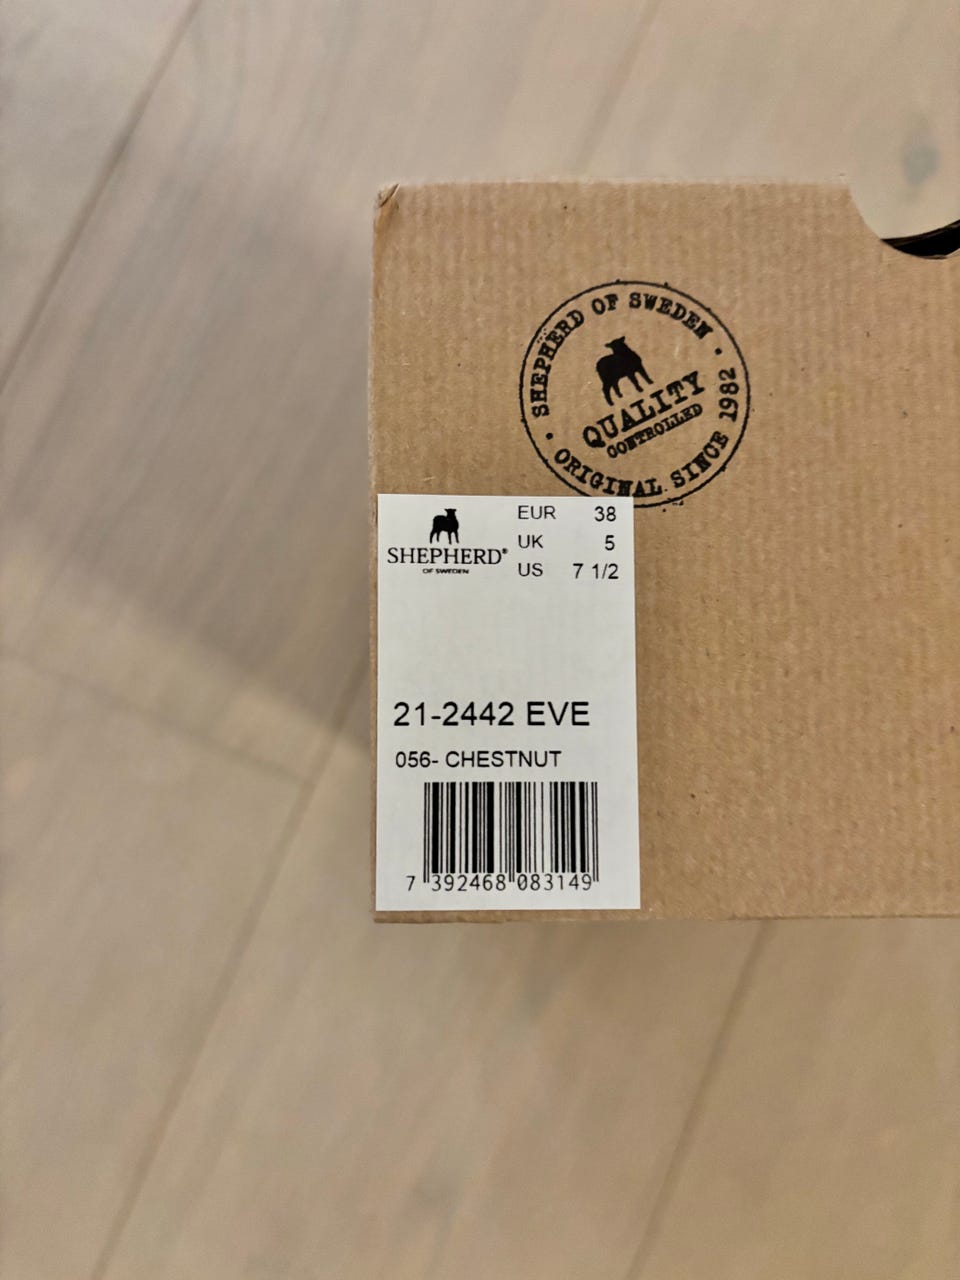 SHEPHERD OF SWEDEN
· ORIGINAL SINCE 1982 ·
QUALITY
CONTROLLED
SHEPHERD®
OF SWEDEN
EUR 38
UK 5
US 7 1/2
21-2442 EVE
056- CHESTNUT
7 392468 083149